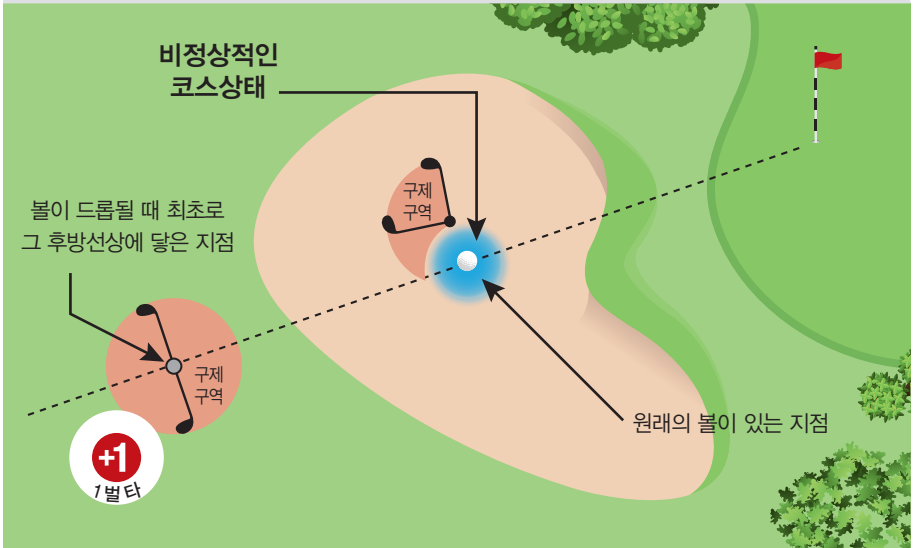 비정상적인
코스상태
구제
구역
볼이 드롭될 때 최초로
그 후방선상에 닿은 지점
구제
구역
원래의 볼이 있는 지점
+1
1벌타